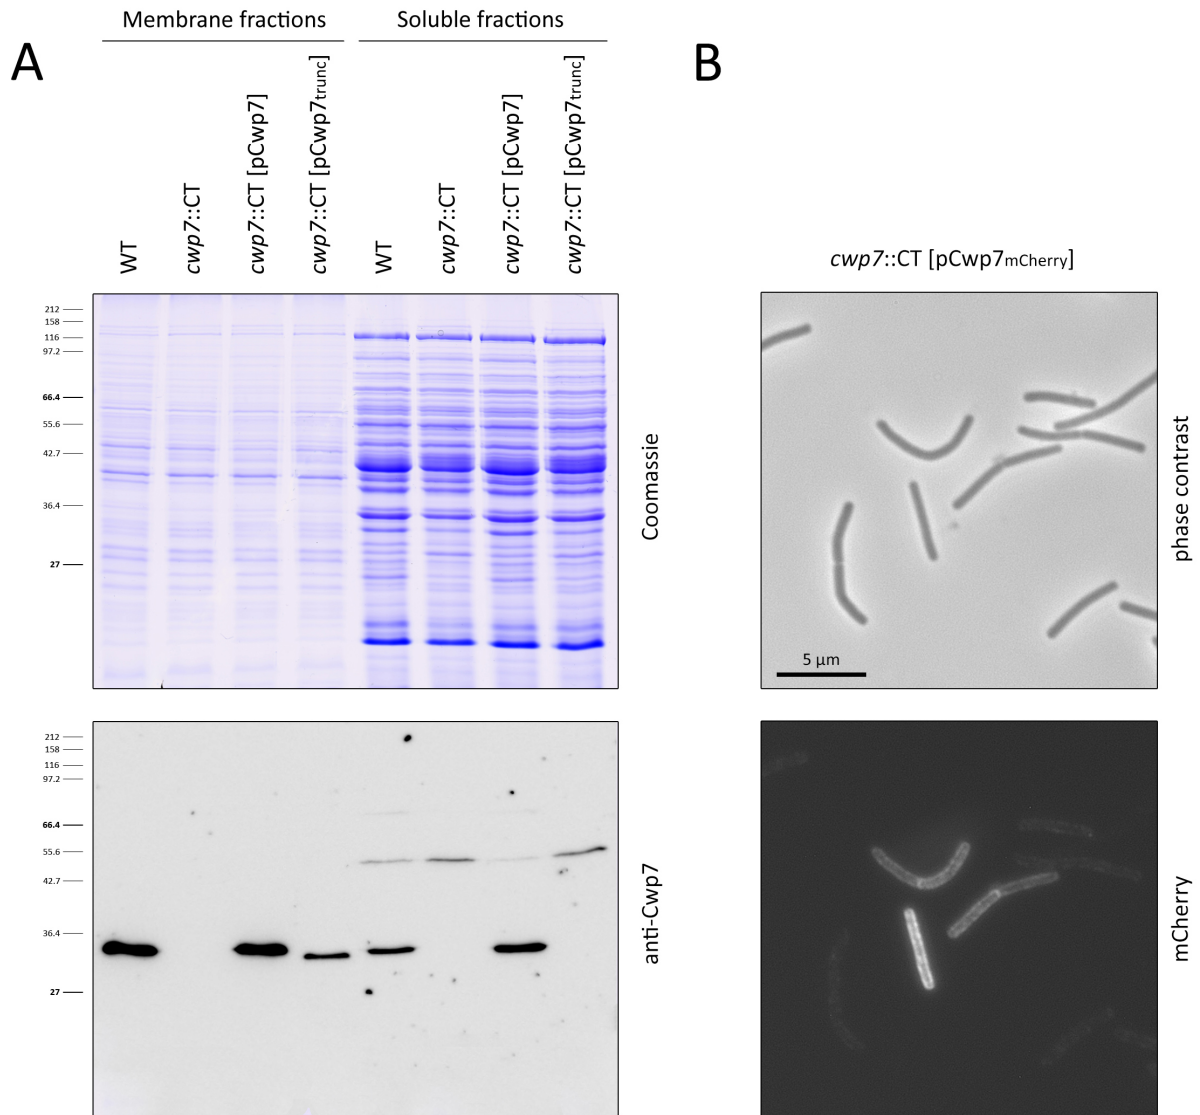 Membrane fractions
Soluble fractions
A
B
WT
cwp7::CT
cwp7::CT [pCwp7]
cwp7::CT [pCwp7trunc]
WT
cwp7::CT
cwp7::CT [pCwp7]
cwp7::CT [pCwp7trunc]
cwp7::CT [pCwp7mCherry]
212
158
116
97.2
66.4
55.6
42.7
36.4
27
Coomassie
5 µm
phase contrast
212
158
116
97.2
66.4
55.6
42.7
36.4
27
anti-Cwp7
mCherry